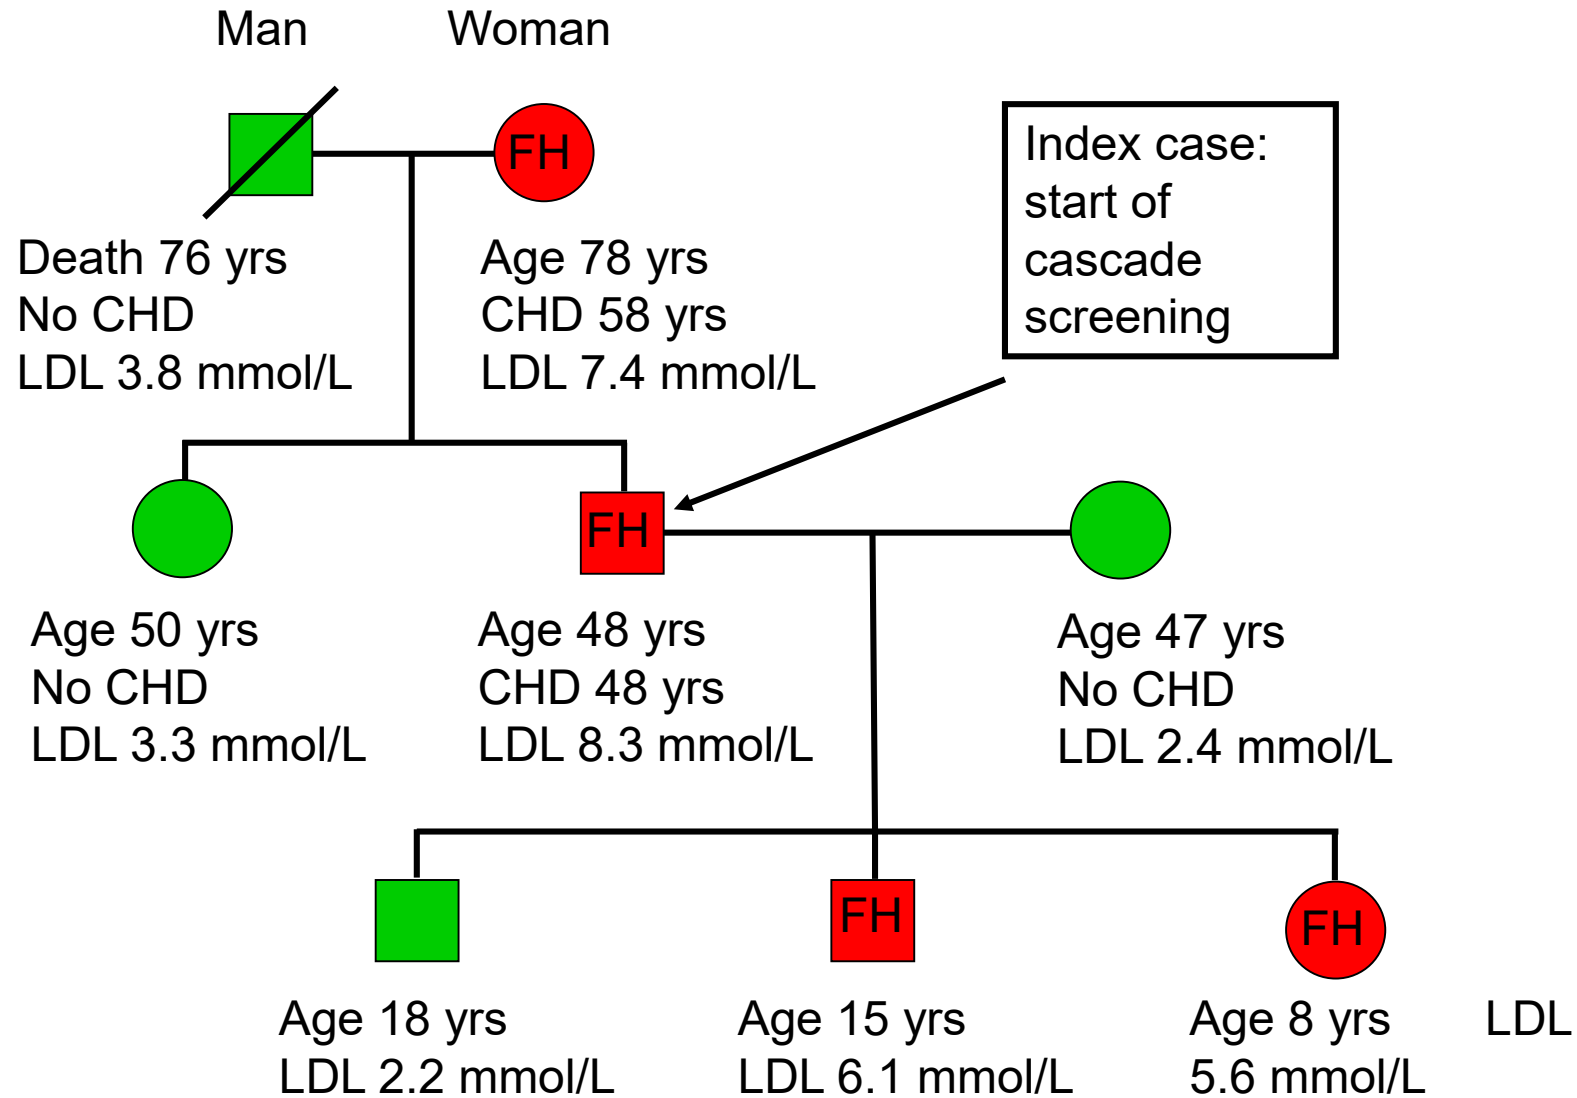 Man Woman
FH
Index case:
start of
cascade
screening
Death 76 yrs
No CHD
LDL 3.8 mmol/L
Age 78 yrs
CHD 58 yrs
LDL 7.4 mmol/L
FH
Age 50 yrs
No CHD
LDL 3.3 mmol/L
Age 48 yrs
CHD 48 yrs
LDL 8.3 mmol/L
Age 47 yrs
No CHD
LDL 2.4 mmol/L
FH
FH
Age 18 yrs
LDL 2.2 mmol/L
Age 15 yrs
LDL 6.1 mmol/L
Age 8 yrs LDL
5.6 mmol/L